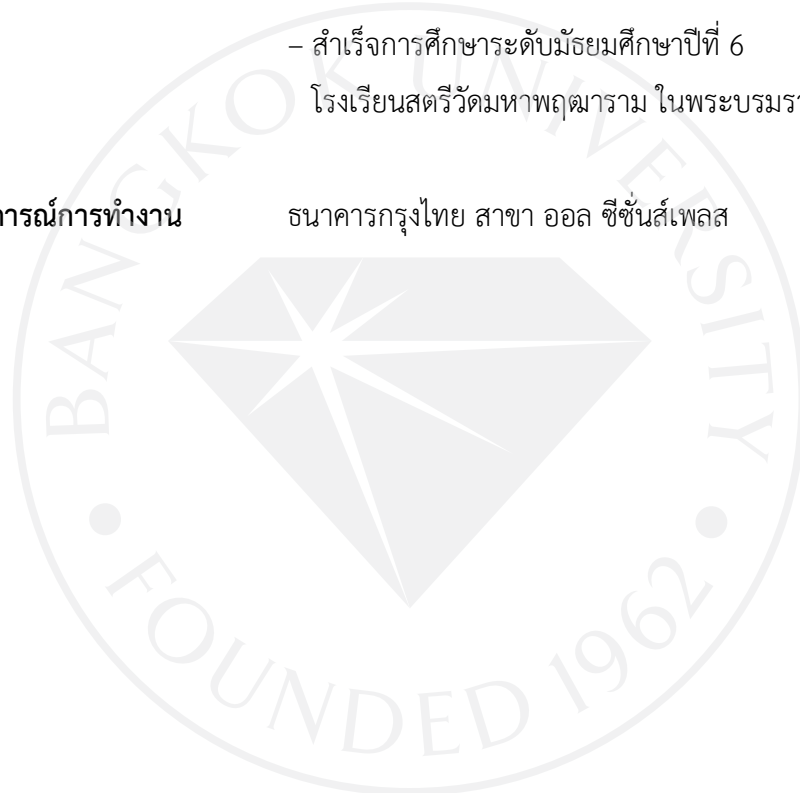 – สำเร็จการศึกษาระดับมัธยมศึกษาปีที่ 6
โรงเรียนสตรีวัดมหาพฤฒาราม ในพระบรมรา
ารณ์การทำงาน ธนาคารกรุงไทย สาขา ออล ซีซั่นส์เพลส
BANGKOK UNIVERSITY
• FOUNDED 1962 •